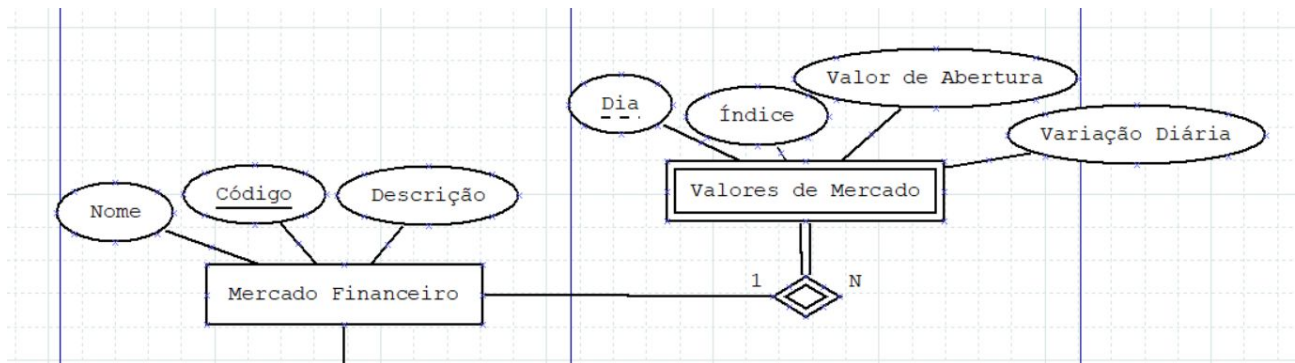 Valor de Abertura
Dia
Índice
Variação Diária
Valores de Mercado
Nome
Código
Descrição
Mercado Financeiro
1
N